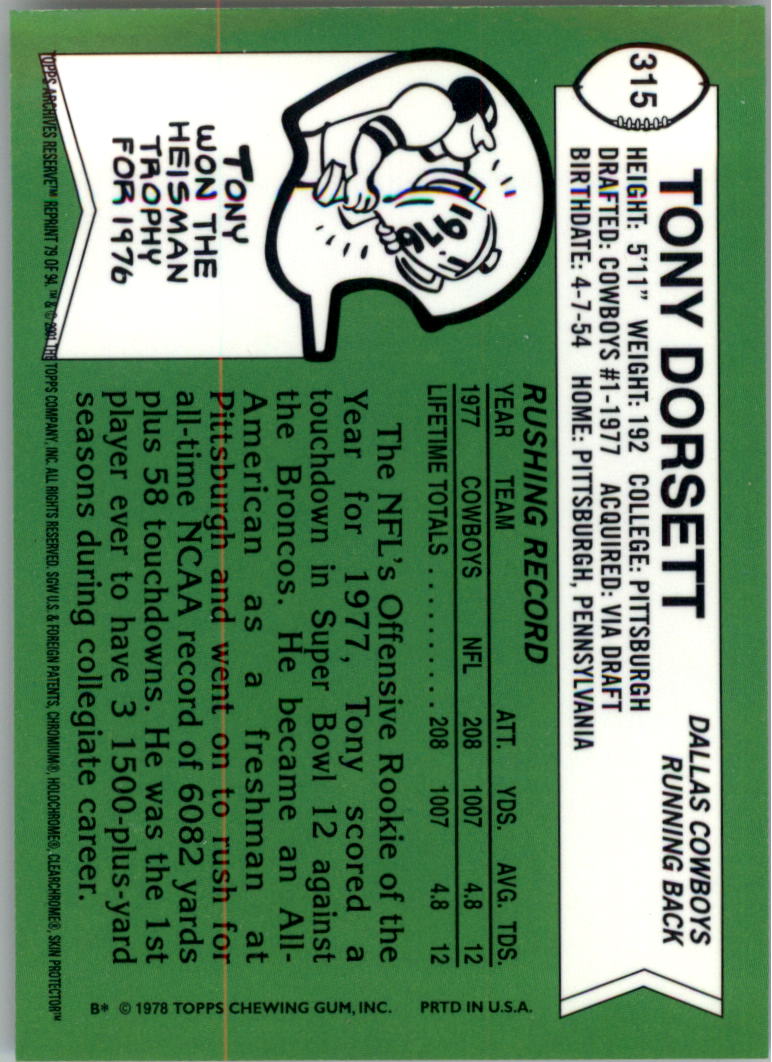 315
TONY DORSETT
DALLAS COWBOYS
RUNNING BACK
HEIGHT: 5'11" WEIGHT: 192 COLLEGE: PITTSBURGH
DRAFTED: COWBOYS #1-1977 ACQUIRED: VIA DRAFT
BIRTHDATE: 4-7-54 HOME: PITTSBURGH, PENNSYLVANIA
1976
TONY
WON THE
HEISMAN
TROPHY
FOR 1976
RUSHING RECORD
YEAR TEAM ATT. YDS. AVG. TDS.
1977 COWBOYS NFL 208 1007 4.8 12
LIFETIME TOTALS .......... 208 1007 4.8 12
The NFL's Offensive Rookie of the
Year for 1977, Tony scored a
touchdown in Super Bowl 12 against
the Broncos. He became an All-
American as a freshman at
Pittsburgh and went on to rush for
all-time NCAA record of 6082 yards
plus 58 touchdowns. He was the 1st
player ever to have 3 1500-plus-yard
seasons during collegiate career.
B* © 1978 TOPPS CHEWING GUM, INC. PRTD IN U.S.A.
TOPPS ARCHIVES RESERVE™ REPRINT 79 OF 94. ™ & © 2001 THE TOPPS COMPANY, INC. ALL RIGHTS RESERVED. SGW U.S. & FOREIGN PATENTS, CHROMIUM®, HOLOCHROME®, CLEARCHROME®, SKIN PROTECTOR™